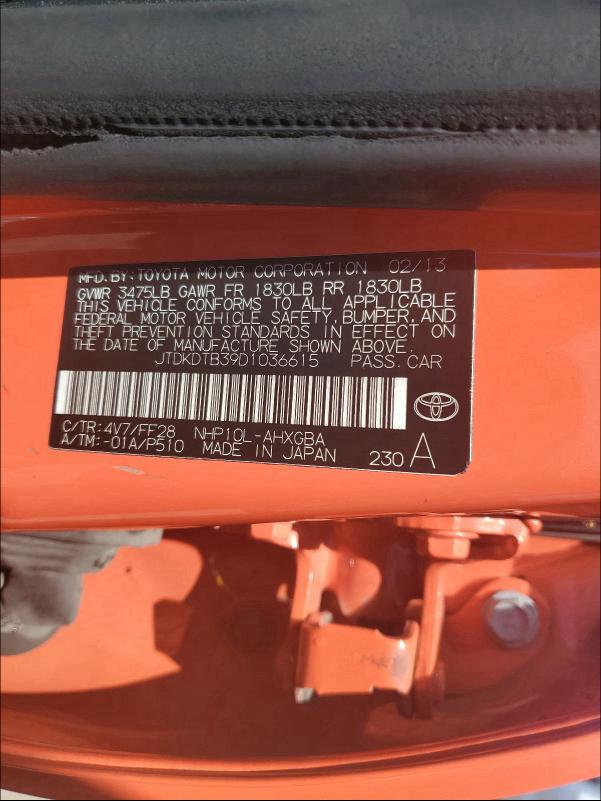 MFD.BY:TOYOTA MOTOR CORPORATION 02/13
GVWR 3475LB GAWR FR 1830LB RR 1830LB
THIS VEHICLE CONFORMS TO ALL APPLICABLE
FEDERAL MOTOR VEHICLE SAFETY, BUMPER, AND
THEFT PREVENTION STANDARDS IN EFFECT ON
THE DATE OF MANUFACTURE SHOWN ABOVE.
JTDKDTB39D1036615 PASS.CAR
C/TR:4V7/FF28 NHP10L-AHXGBA
A/TM:-01A/P510 MADE IN JAPAN 230 A